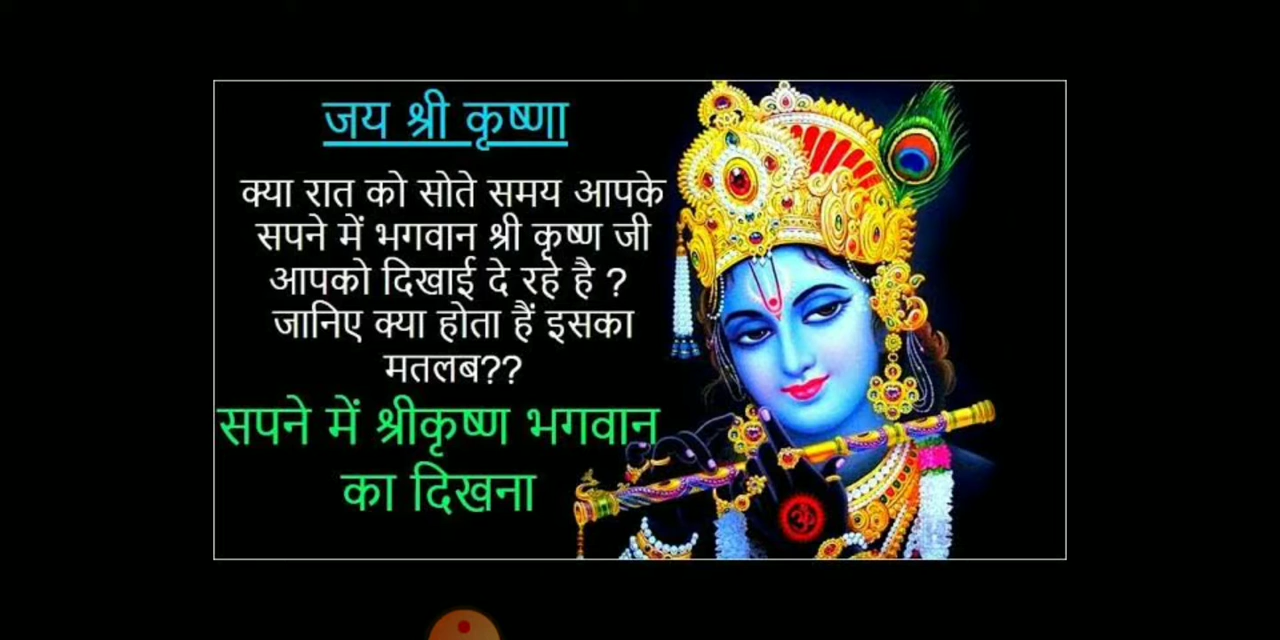 जय श्री कृष्णा
क्या रात को सोते समय आपके
सपने में भगवान श्री कृष्ण जी
आपको दिखाई दे रहे है ?
जानिए क्या होता हैं इसका
मतलब??
सपने में श्रीकृष्ण भगवान
का दिखना
ॐ